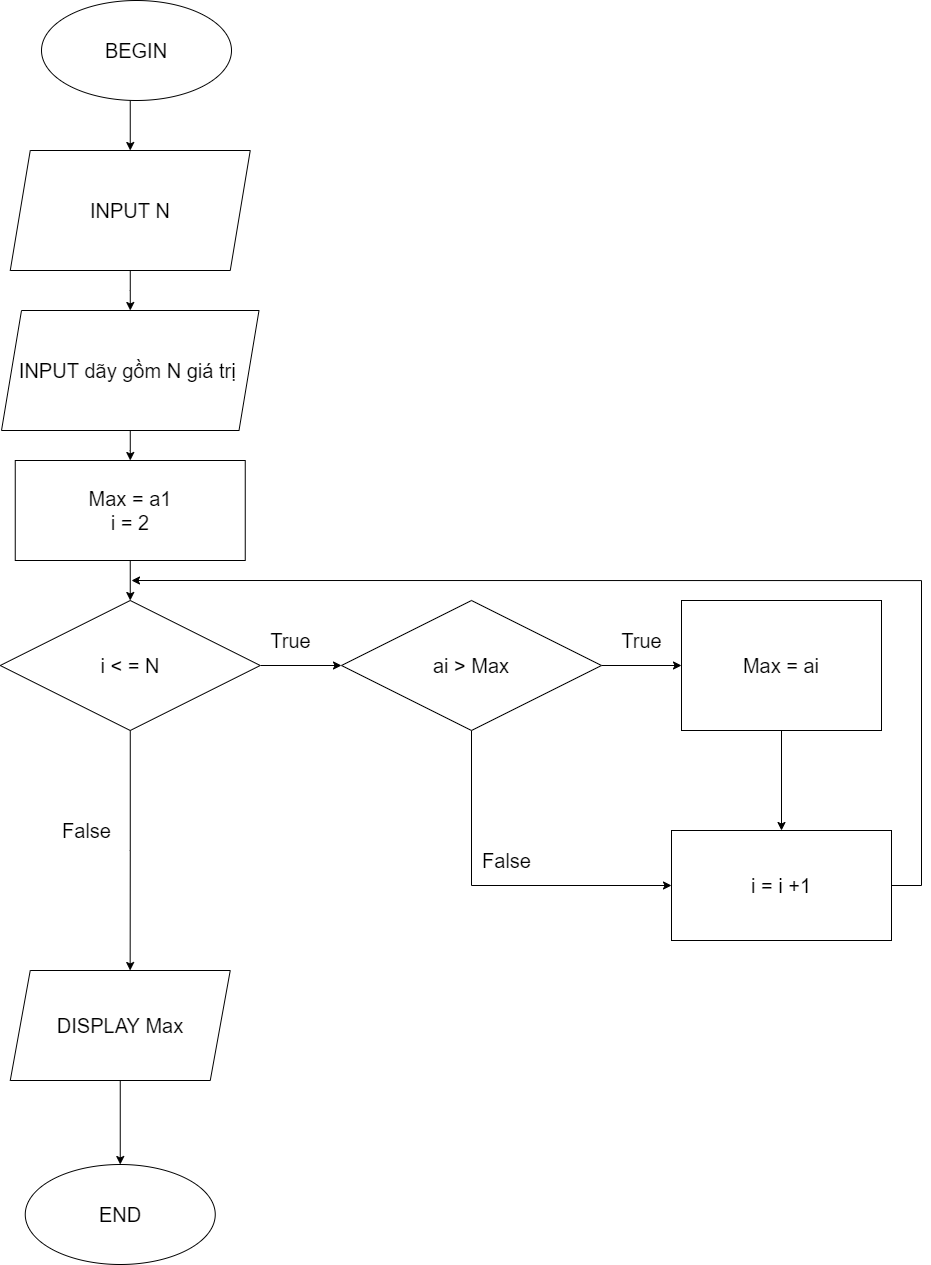 BEGIN
INPUT N
INPUT dãy gồm N giá trị
Max = a1
i = 2
i < = N
True
ai > Max
True
Max = ai
False
False
i = i +1
DISPLAY Max
END